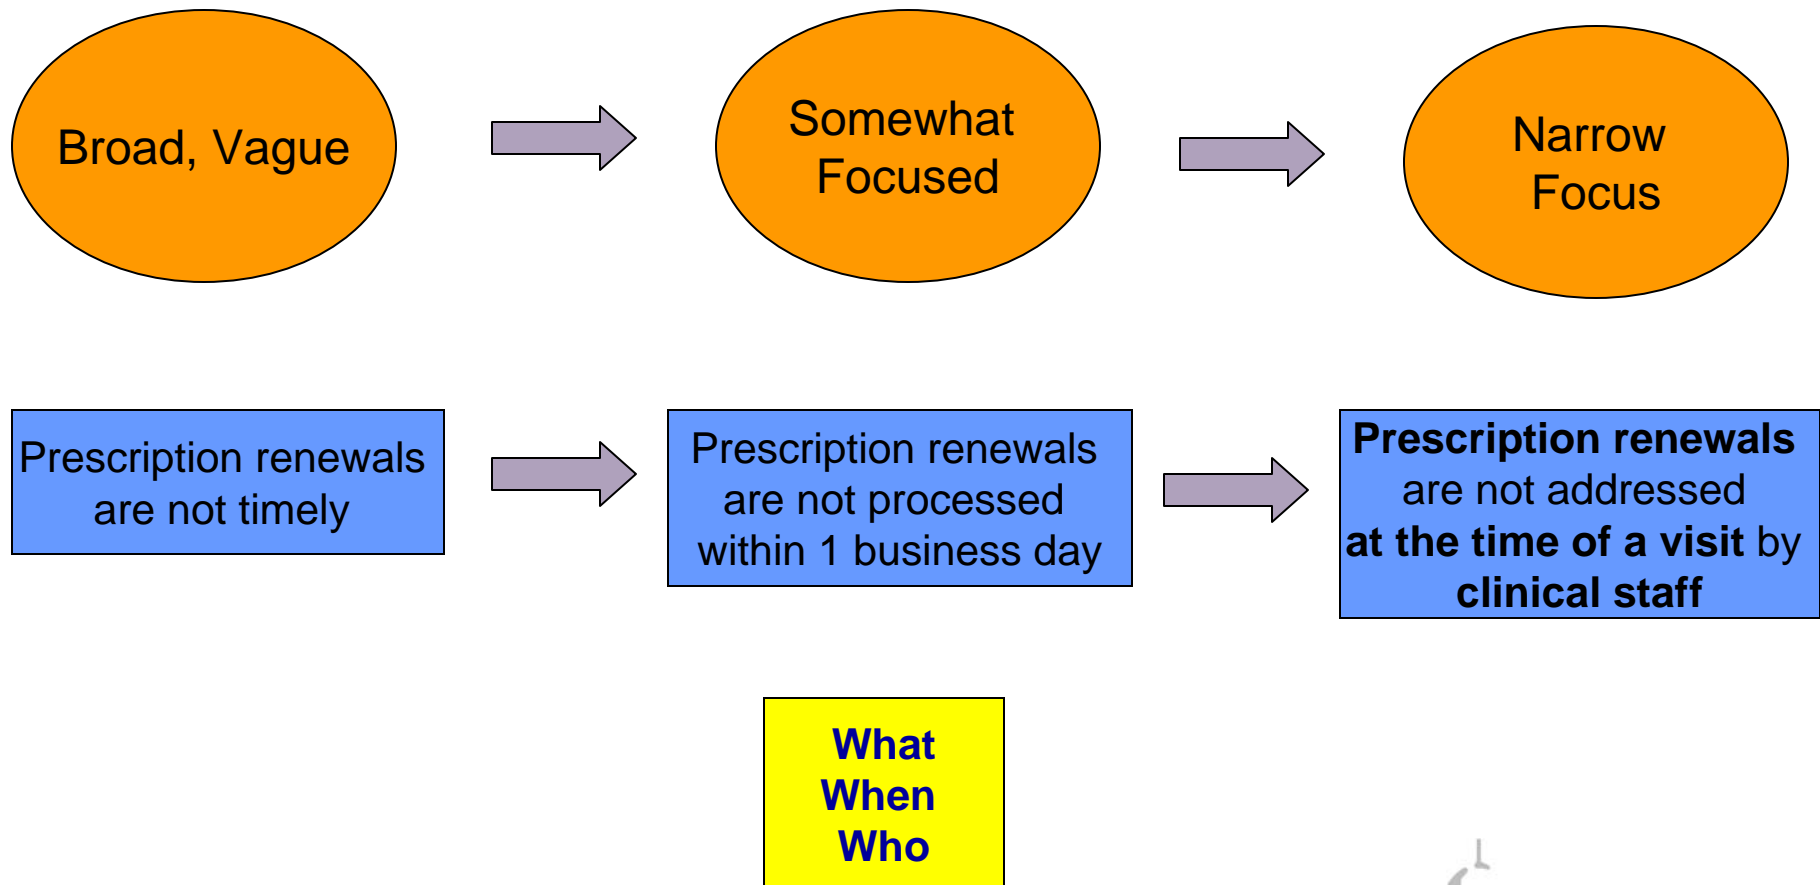 Broad, Vague
Somewhat
Focused
Narrow
Focus
Prescription renewals
are not timely
Prescription renewals
are not processed
within 1 business day
Prescription renewals
are not addressed
at the time of a visit by
clinical staff
What
When
Who